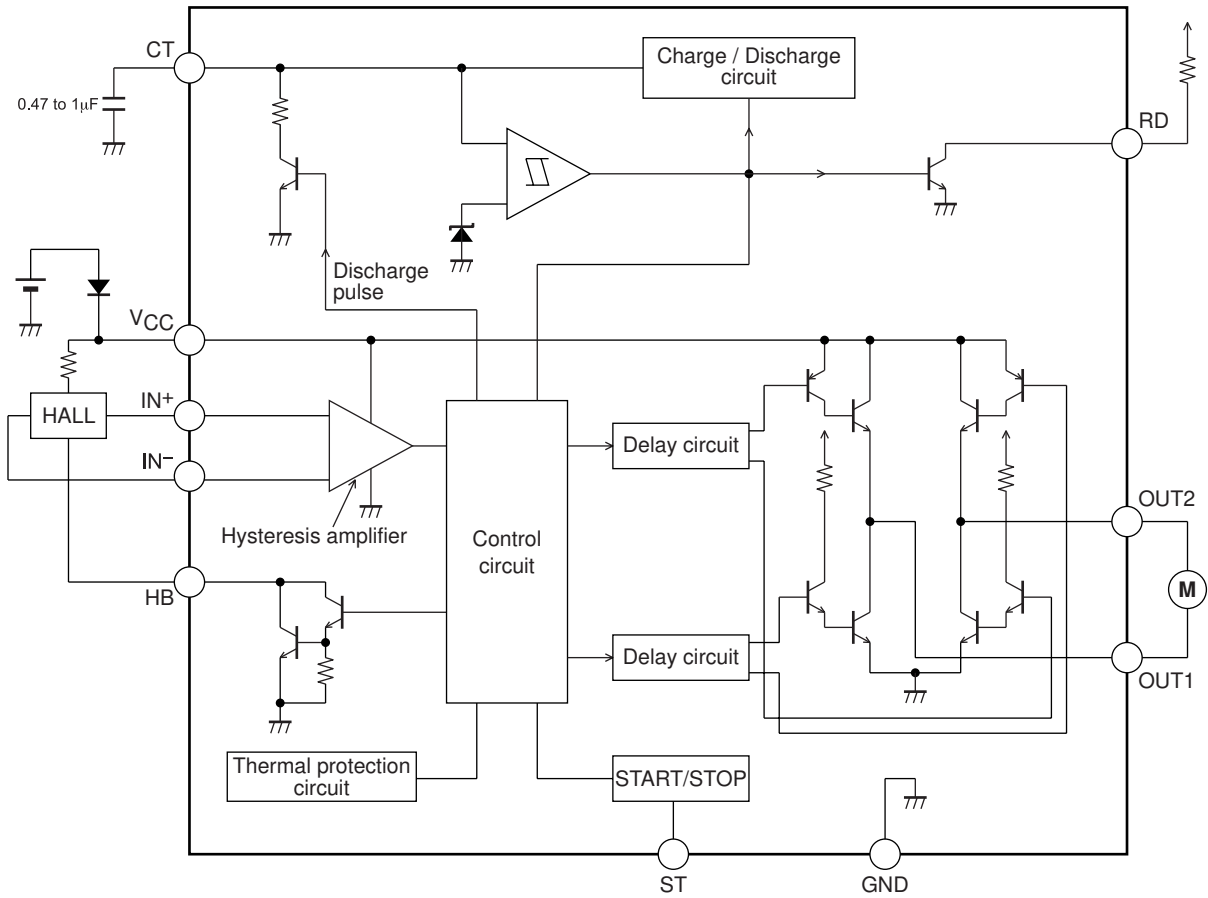 CT
Charge / Discharge
circuit
0.47 to 1μF
RD
Discharge
pulse
VCC
IN+
HALL
Delay circuit
IN−
OUT2
Hysteresis amplifier
Control
circuit
HB
M
Delay circuit
OUT1
Thermal protection
circuit
START/STOP
ST
GND